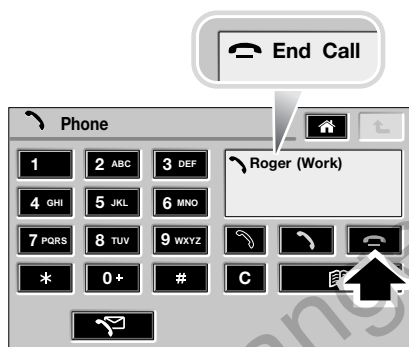 End Call
Phone
1 2 ABC 3 DEF
Roger (Work)
4 GHI 5 JKL 6 MNO
7 PQRS 8 TUV 9 WXYZ
* 0+ # C